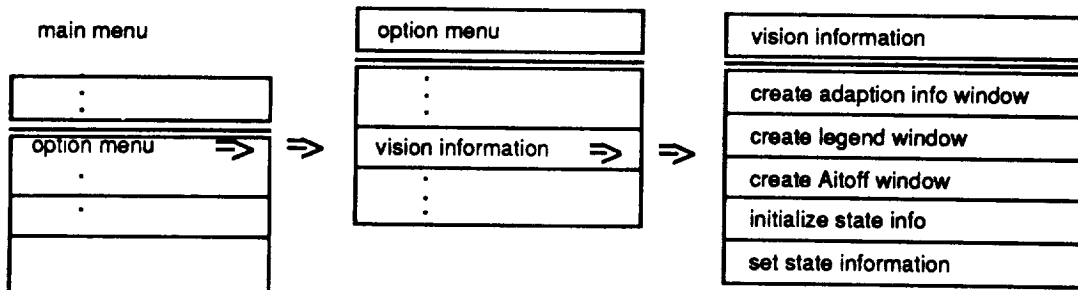 main menu
option menu
option menu
vision information
vision information
create adaption info window
create legend window
create Aitoff window
initialize state info
set state information